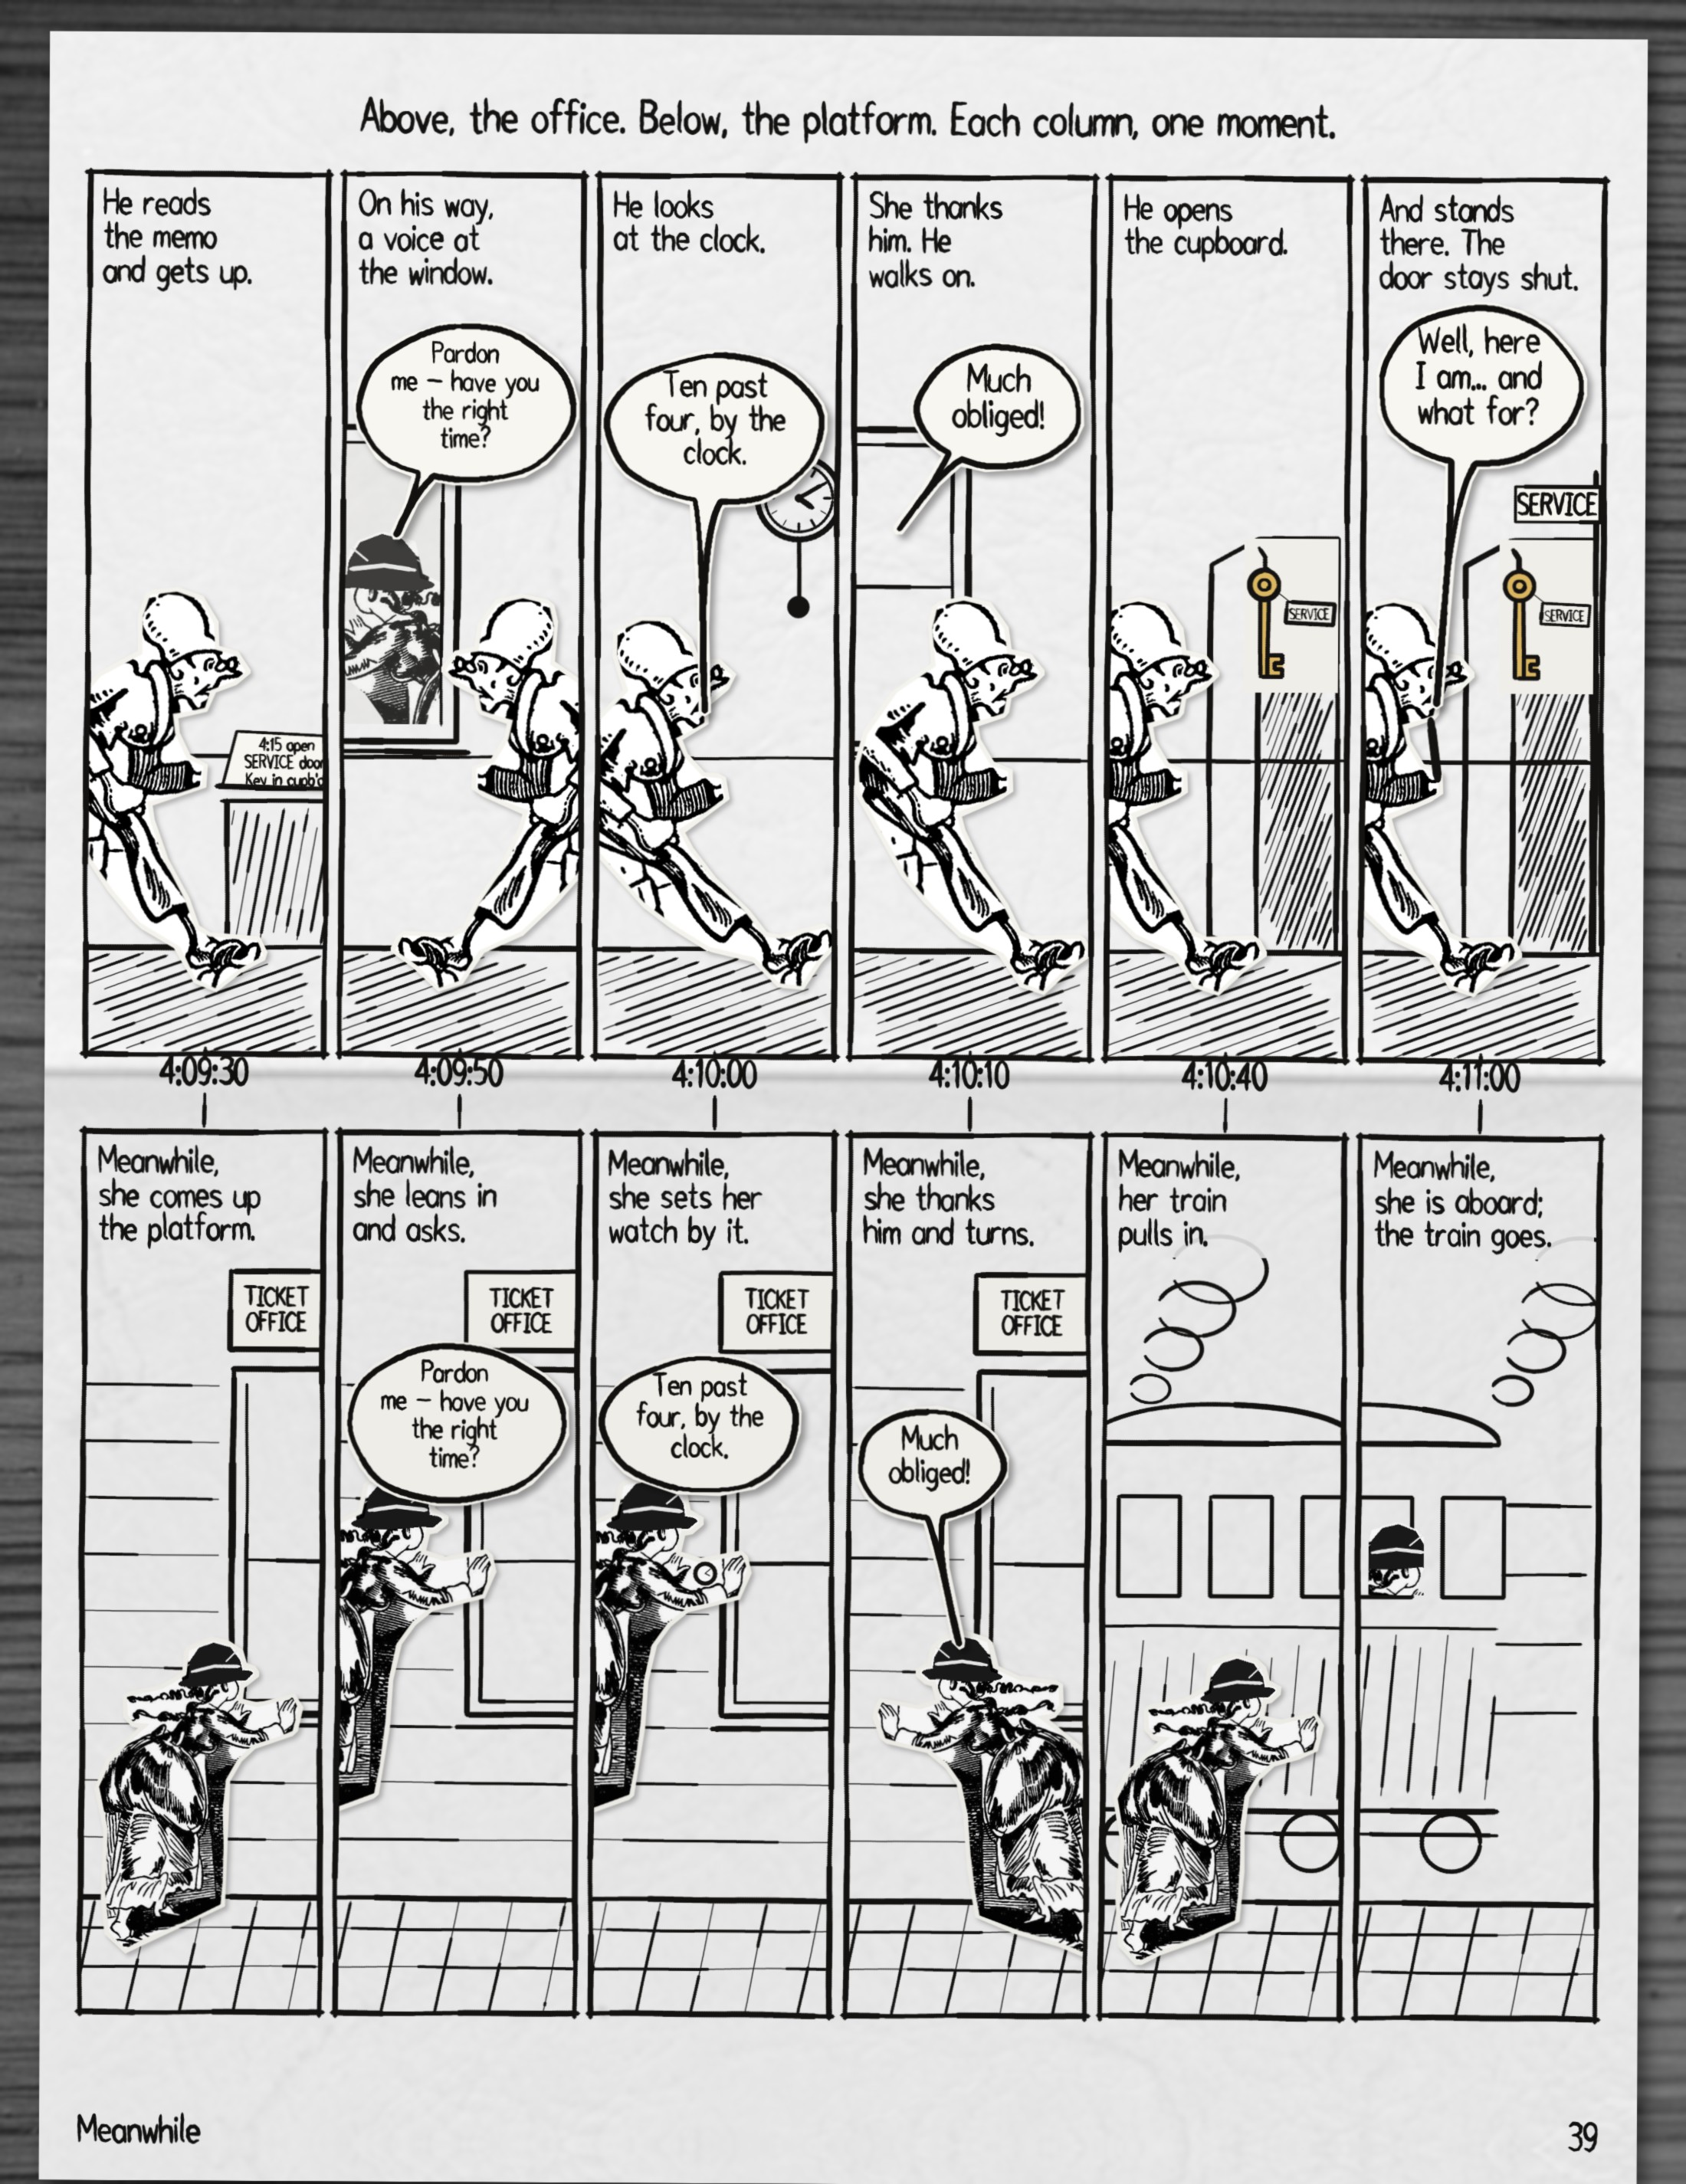 Above, the office. Below, the platform. Each column, one moment.
He reads
the memo
and gets up.
4:15 open
SERVICE door
Key in cupb'd
On his way,
a voice at
the window.
Pardon
me – have you
the right
time?
He looks
at the clock.
Ten past
four, by the
clock.
She thanks
him. He
walks on.
Much
obliged!
He opens
the cupboard.
SERVICE
And stands
there. The
door stays shut.
Well, here
I am... and
what for?
SERVICE
SERVICE
4:09:30
4:09:50
4:10:00
4:10:10
4:10:40
4:11:00
Meanwhile,
she comes up
the platform.
TICKET
OFFICE
Meanwhile,
she leans in
and asks.
TICKET
OFFICE
Pardon
me – have you
the right
time?
Meanwhile,
she sets her
watch by it.
TICKET
OFFICE
Ten past
four, by the
clock.
Meanwhile,
she thanks
him and turns.
TICKET
OFFICE
Much
obliged!
Meanwhile,
her train
pulls in.
Meanwhile,
she is aboard;
the train goes.
Meanwhile
39